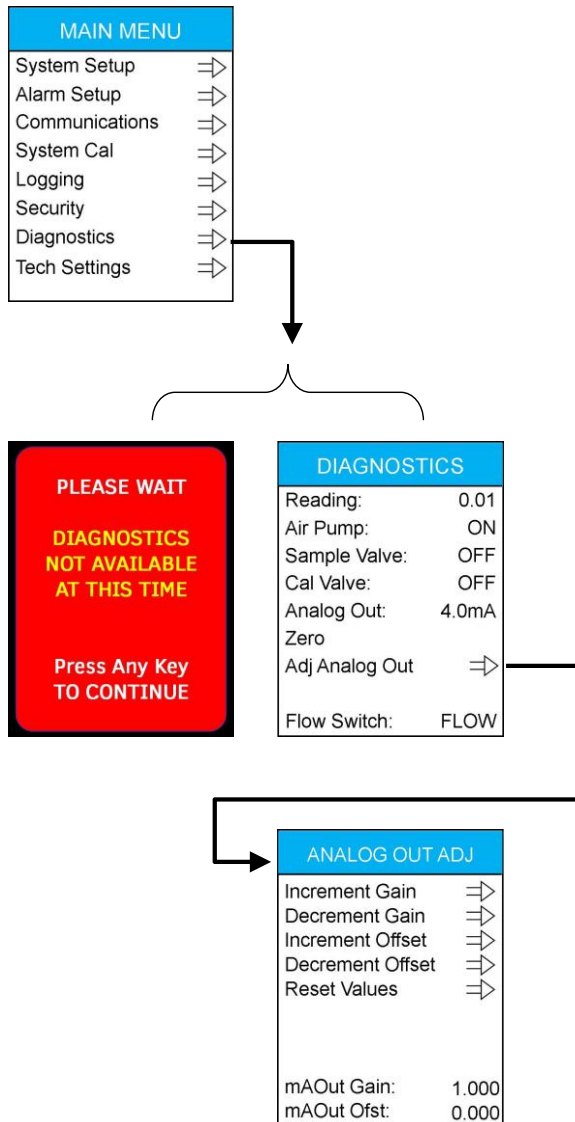 MAIN MENU
System Setup
Alarm Setup
Communications
System Cal
Logging
Security
Diagnostics
Tech Settings
PLEASE WAIT
DIAGNOSTICS
NOT AVAILABLE
AT THIS TIME
Press Any Key
TO CONTINUE
DIAGNOSTICS
Reading: 0.01
Air Pump: ON
Sample Valve: OFF
Cal Valve: OFF
Analog Out: 4.0mA
Zero
Adj Analog Out
Flow Switch: FLOW
ANALOG OUT ADJ
Increment Gain
Decrement Gain
Increment Offset
Decrement Offset
Reset Values
mAOut Gain: 1.000
mAOut Ofst: 0.000